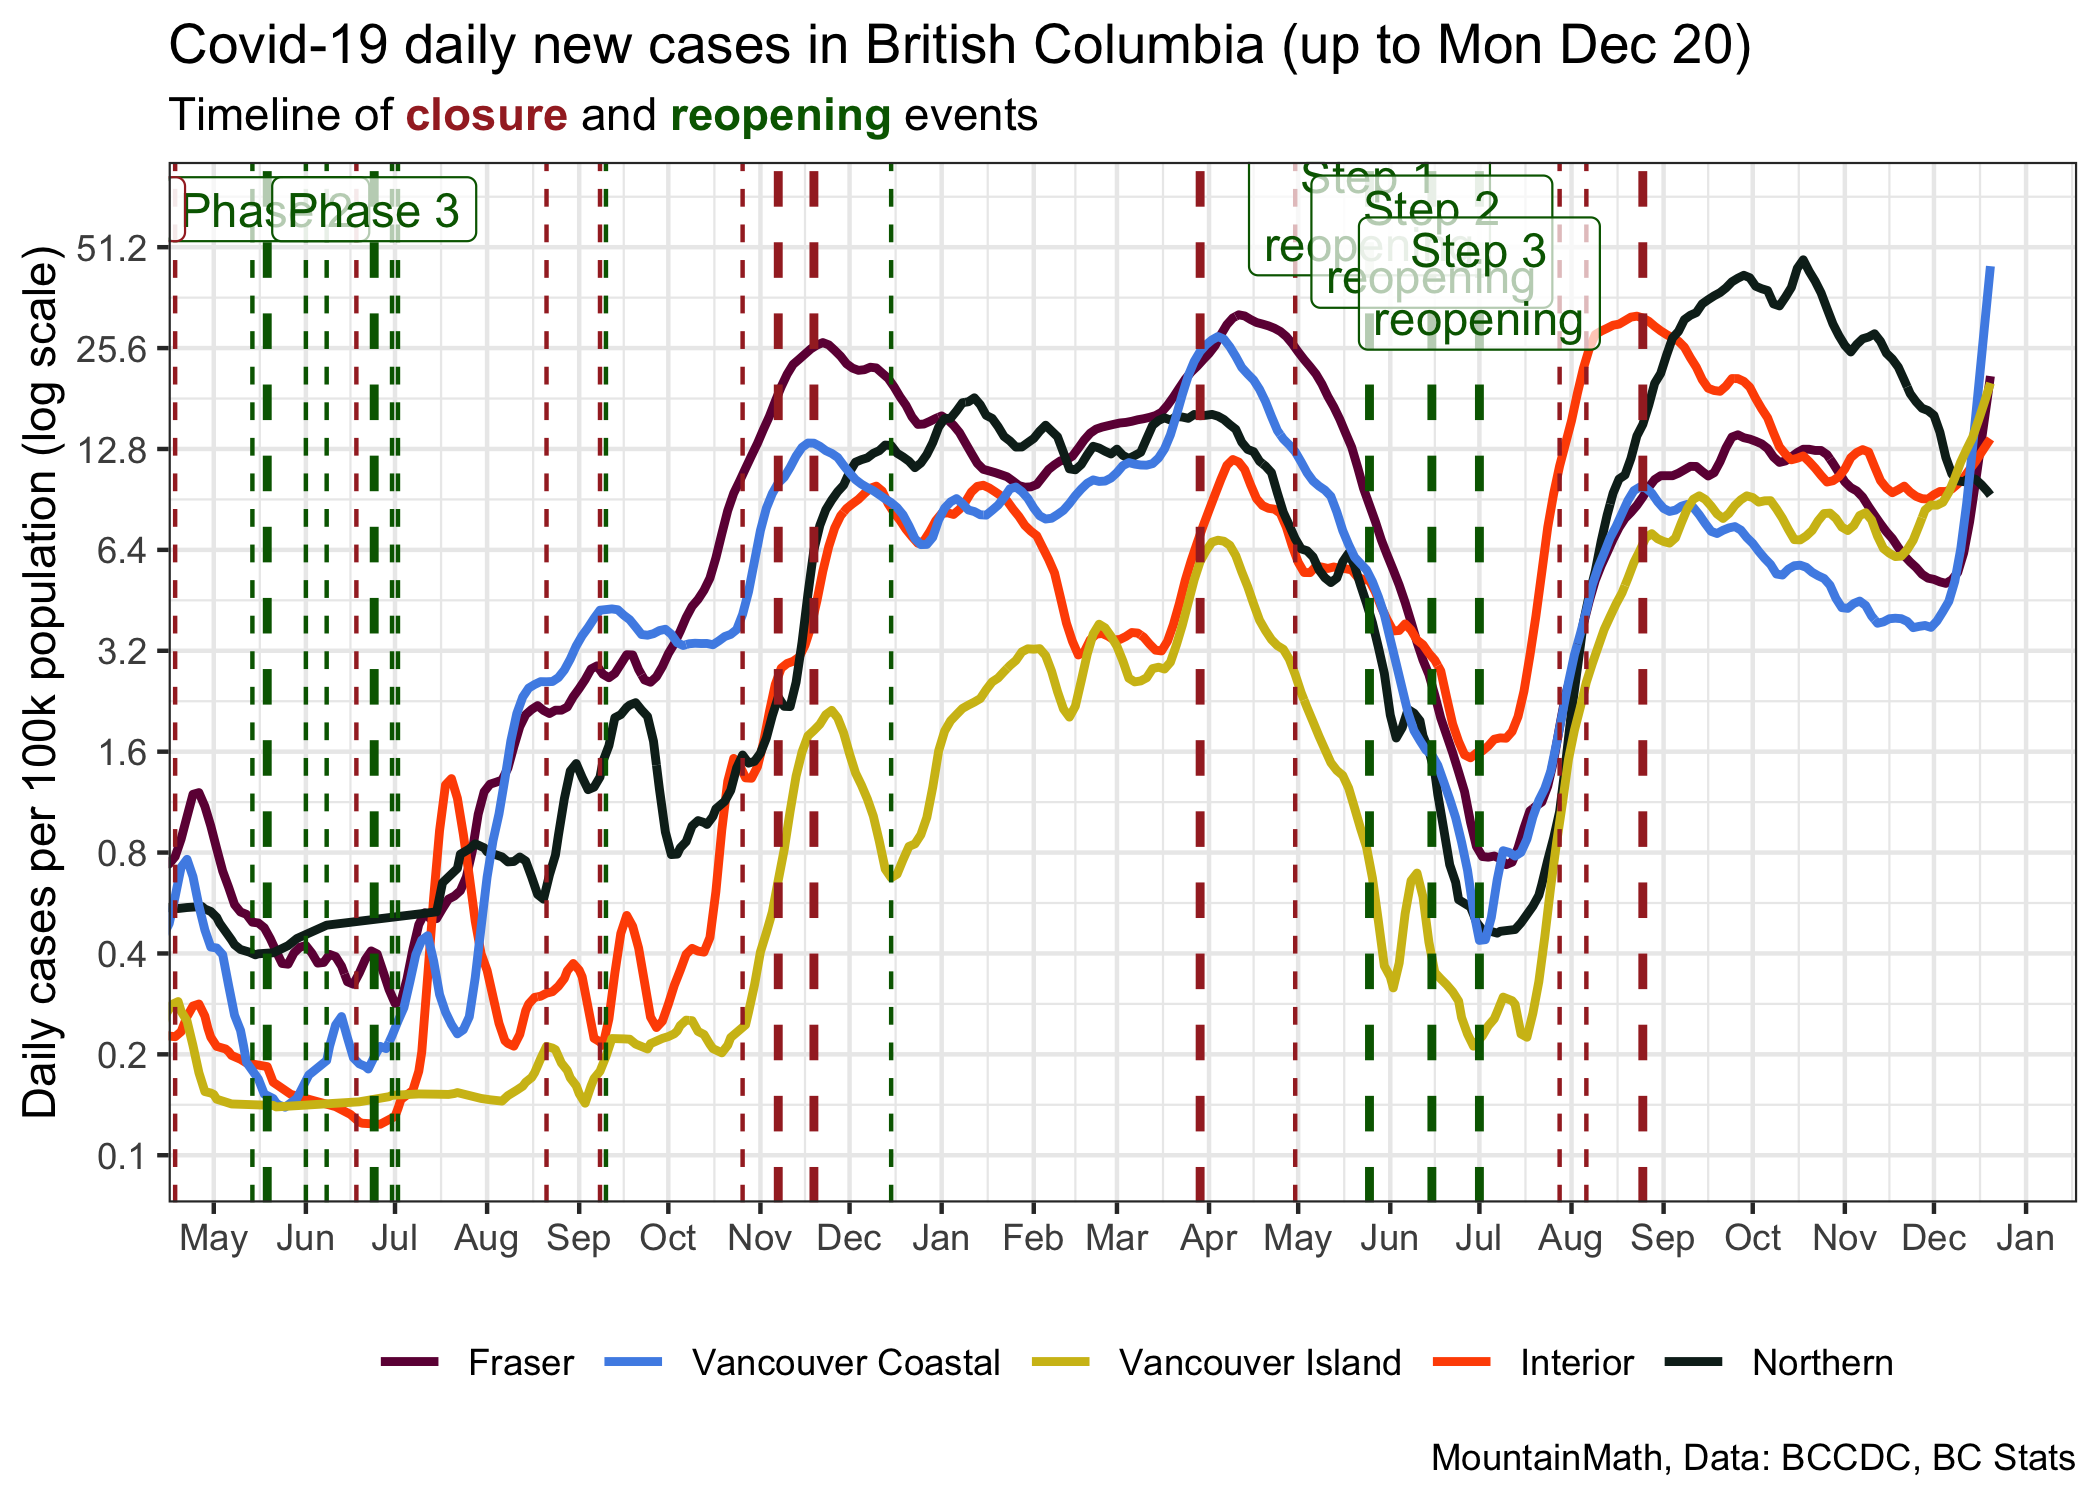 Covid-19 daily new cases in British Columbia (up to Mon Dec 20)
Timeline of closure and reopening events
Daily cases per 100k population (log scale)
Phase 2
Phase 3
Step 1
reopening
Step 2
reopening
Step 3
reopening
51.2
25.6
12.8
6.4
3.2
1.6
0.8
0.4
0.2
0.1
May Jun Jul Aug Sep Oct Nov Dec Jan Feb Mar Apr May Jun Jul Aug Sep Oct Nov Dec Jan
Fraser Vancouver Coastal Vancouver Island Interior Northern
MountainMath, Data: BCCDC, BC Stats